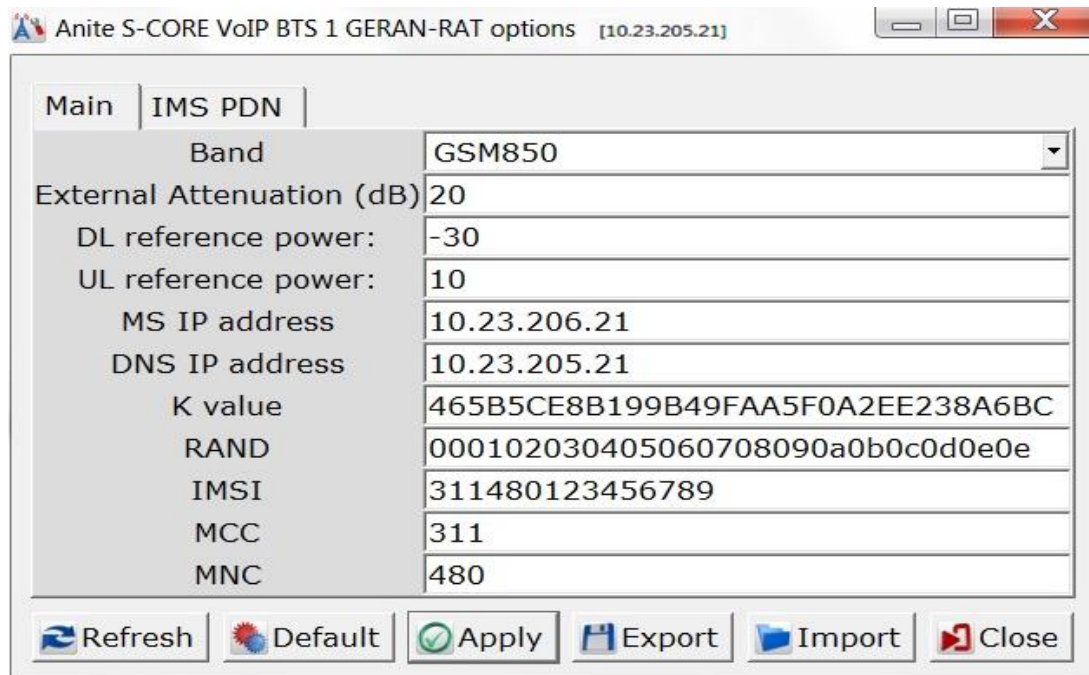 Anite S-CORE VoIP BTS 1 GERAN-RAT options [10.23.205.21]
Main IMS PDN
Band GSM850
External Attenuation (dB) 20
DL reference power: -30
UL reference power: 10
MS IP address 10.23.206.21
DNS IP address 10.23.205.21
K value 465B5CE8B199B49FAA5F0A2EE238A6BC
RAND 000102030405060708090a0b0c0d0e0e
IMSI 311480123456789
MCC 311
MNC 480
Refresh Default Apply Export Import Close